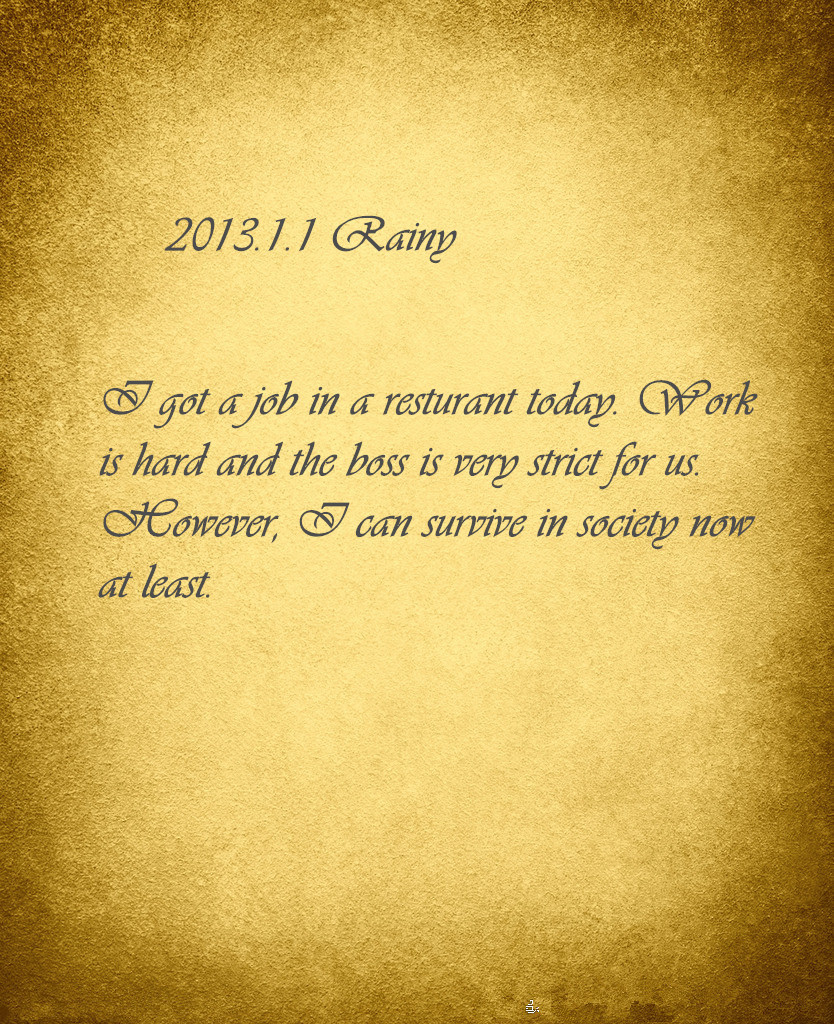 2013.1.1 Rainy
I got a job in a resturant today. Work
is hard and the boss is very strict for us.
However, I can survive in society now
at least.